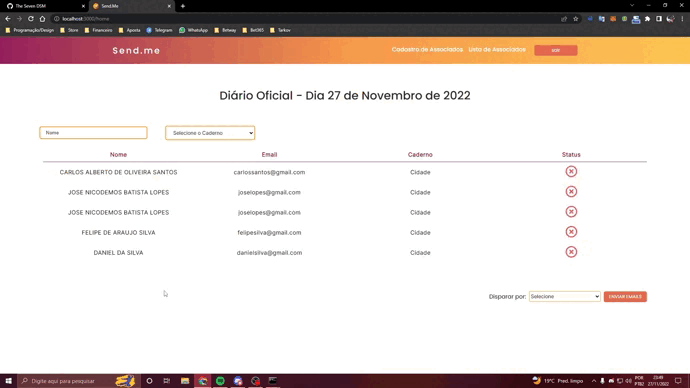 The Seven DSM
Send.Me
localhost:3000/home
Programação/Design
Store
Financeiro
Aposta
Telegram
WhatsApp
Betway
Bet365
Tarkov
Send.me
Cadastro de Associados
Lista de Associados
Diário Oficial - Dia 27 de Novembro de 2022
Nome
Selecione o Caderno
Nome Email Caderno Status
CARLOS ALBERTO DE OLIVEIRA SANTOS carlossantos@gmail.com Cidade
JOSE NICODEMOS BATISTA LOPES joselopes@gmail.com Cidade
JOSE NICODEMOS BATISTA LOPES joselopes@gmail.com Cidade
FELIPE DE ARAUJO SILVA felipesilva@gmail.com Cidade
DANIEL DA SILVA danielsilva@gmail.com Cidade
Disparar por: Selecione ENVIAR EMAILS
Digite aqui para pesquisar
19°C Pred. limpo
POR
PTB2
23:49
27/11/2022